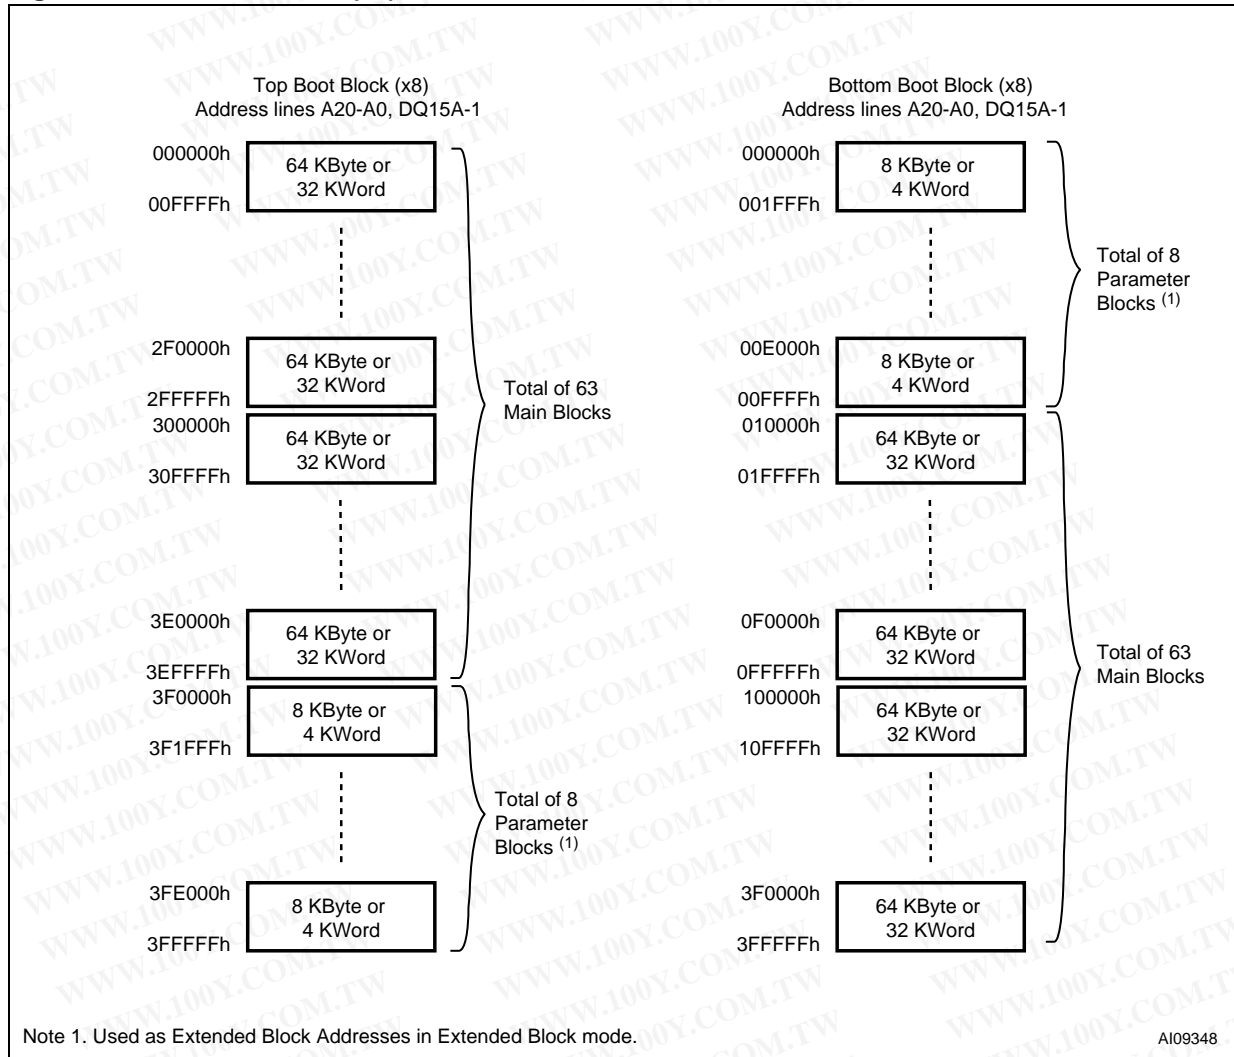 Top Boot Block (x8)
Address lines A20-A0, DQ15A-1
000000h
64 KByte or
32 KWord
00FFFFh
2F0000h
64 KByte or
32 KWord
2FFFFFh
300000h
64 KByte or
32 KWord
30FFFFh
Total of 63
Main Blocks
3E0000h
64 KByte or
32 KWord
3EFFFFh
3F0000h
8 KByte or
4 KWord
3F1FFFh
Total of 8
Parameter
Blocks (1)
3FE000h
8 KByte or
4 KWord
3FFFFFh
Bottom Boot Block (x8)
Address lines A20-A0, DQ15A-1
000000h
8 KByte or
4 KWord
001FFFh
Total of 8
Parameter
Blocks (1)
00E000h
8 KByte or
4 KWord
00FFFFh
010000h
64 KByte or
32 KWord
01FFFFh
0F0000h
64 KByte or
32 KWord
0FFFFFh
Total of 63
Main Blocks
100000h
64 KByte or
32 KWord
10FFFFh
3F0000h
64 KByte or
32 KWord
3FFFFFh
Note 1. Used as Extended Block Addresses in Extended Block mode.
AI09348
WWW.100Y.COM.TW